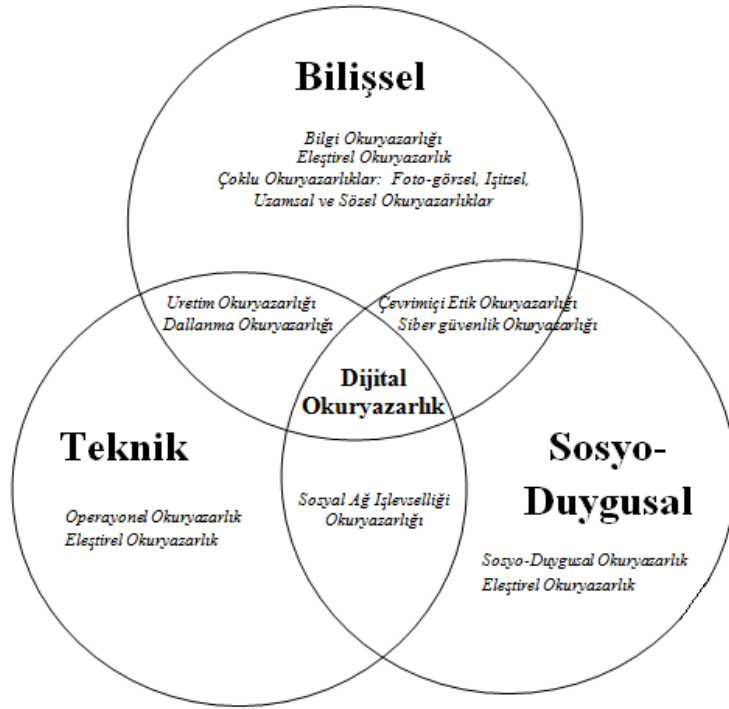 Bilişsel
Bilgi Okuryazarlığı
Eleştirel Okuryazarlık
Çoklu Okuryazarlıklar: Foto-görsel, Işitsel,
Uzamsal ve Sözel Okuryazarlıklar
Uretim Okuryazarlığı
Dallanma Okuryazarlığı
Çevrimiçi Etik Okuryazarlığı
Siber güvenlik Okuryazarlığı
Dijital
Okuryazarlık
Teknik
Operayonel Okuryazarlık
Eleştirel Okuryazarlık
Sosyal Ağ Işlevselliği
Okuryazarlığı
Sosyo-
Duygusal
Sosyo-Duygusal Okuryazarlık
Eleştirel Okuryazarlık